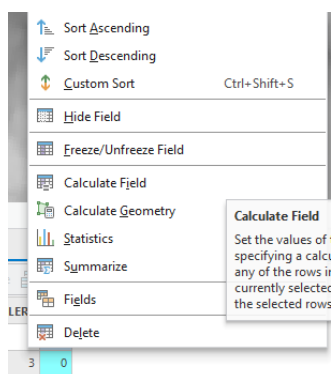 Sort Ascending
Sort Descending
Custom Sort Ctrl+Shift+S
Hide Field
Freeze/Unfreeze Field
Calculate Field
Calculate Geometry
Statistics
Summarize
Fields
Delete
Calculate Field
Set the values of
specifying a calcu
any of the rows i
currently selected
the selected rows
LER
3 0